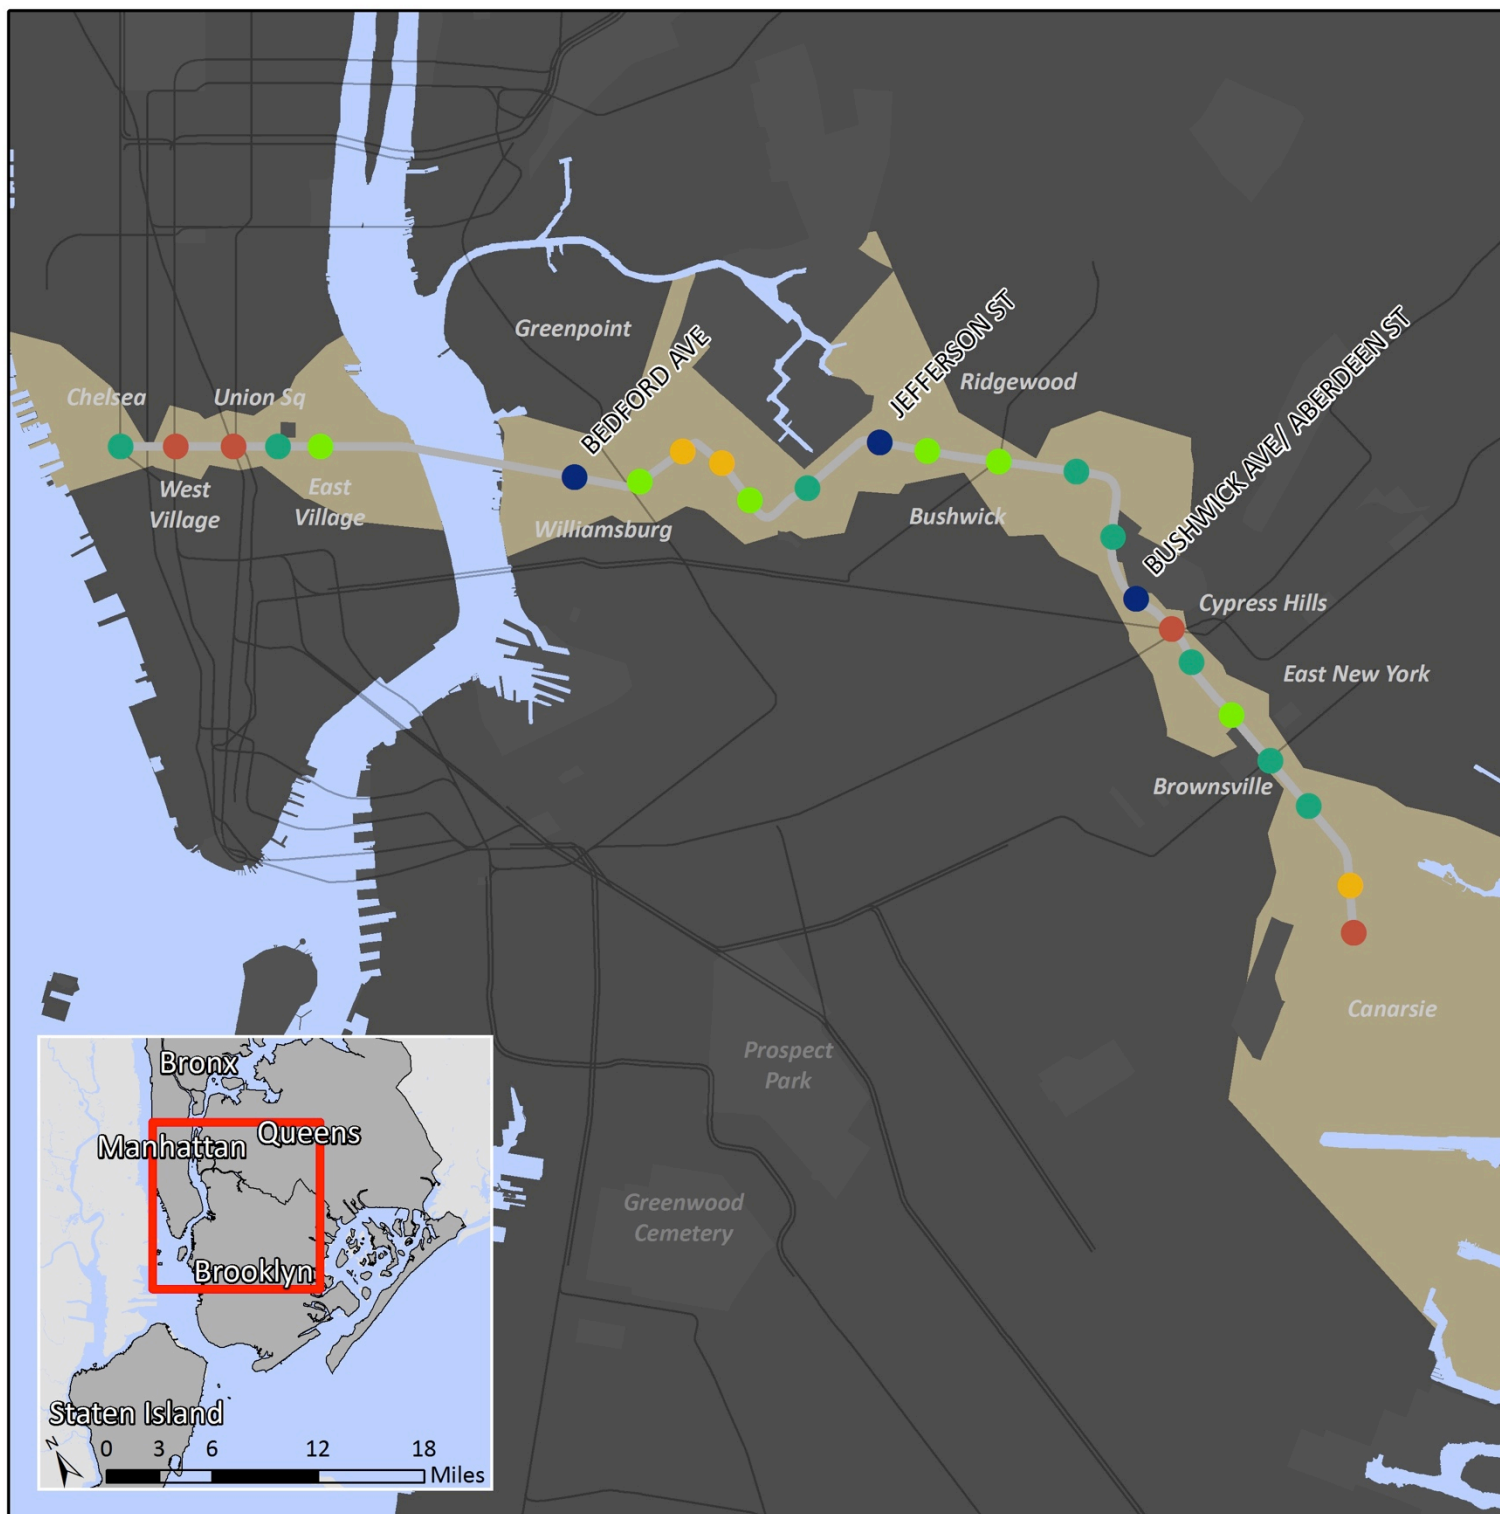 Greenpoint
BEDFORD AVE
JEFFERSON ST
Ridgewood
BUSHWICK AVE/ ABERDEEN ST
Chelsea
Union Sq
West
Village
East
Village
Williamsburg
Bushwick
Cypress Hills
East New York
Brownsville
Canarsie
Prospect
Park
Greenwood
Cemetery
Bronx
Manhattan
Queens
Brooklyn
Staten Island
N
0 3 6 12 18
Miles